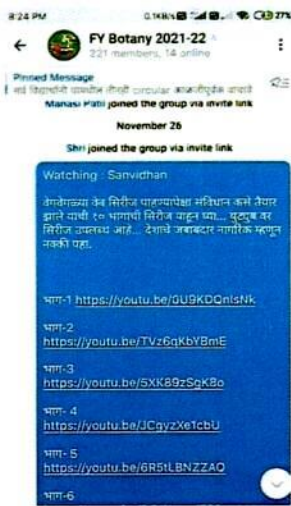 8:24 PM
27%
FY Botany 2021-22
221 members, 14 online
Pinned Message
Manasi Patil joined the group via invite link
November 26
Shri joined the group via invite link
Watching : Sanvidhan
वेगवेगळ्या वेब सिरीज पाहण्यापेक्षा संविधान कसे तयार
झाले याची १० भागांची सिरीज पाहून घ्या... युट्युब वर
सिरीज उपलब्ध आहे... देशाचे जबाबदार नागरिक म्हणून
नक्की पहा.
भाग-1 https://youtu.be/0U9KDQnlsNk
भाग-2
https://youtu.be/TVz6qKbYBmE
भाग-3
https://youtu.be/5XK89zSgK8o
भाग- 4
https://youtu.be/JCgyzXe1cbU
भाग- 5
https://youtu.be/6R5tLBNZZAQ
भाग-6